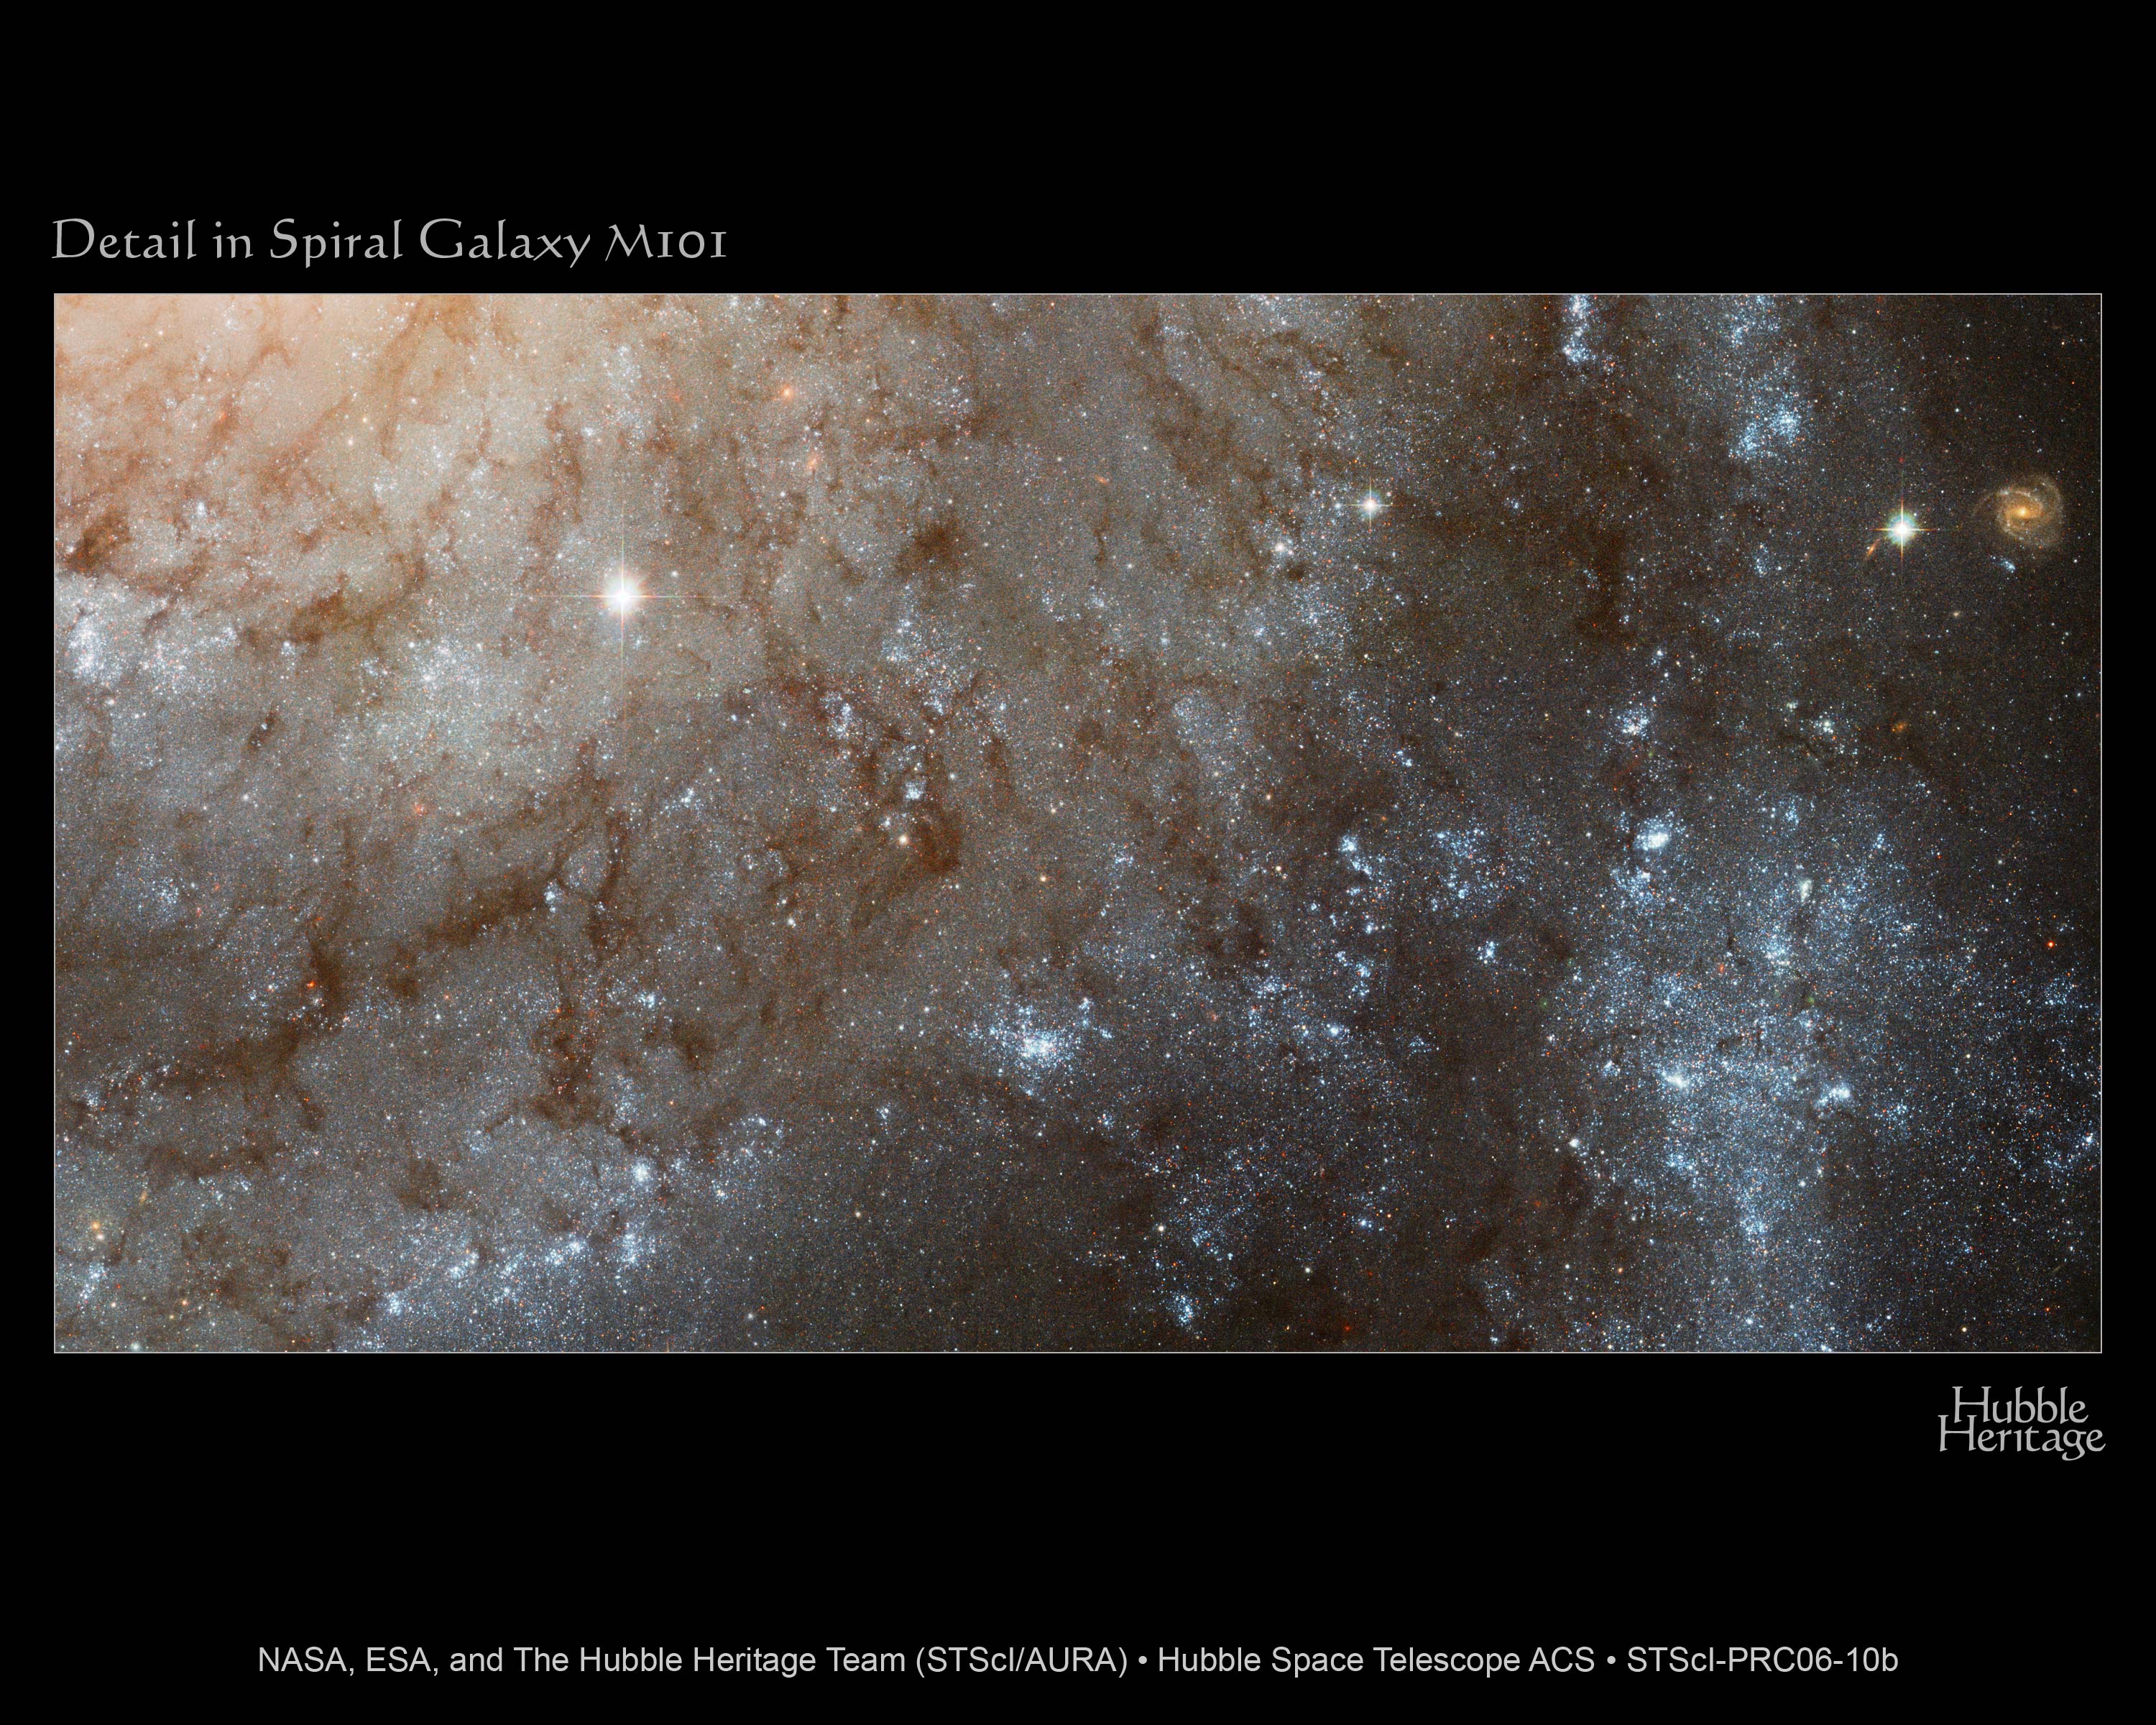 Detail in Spiral Galaxy M101
Hubble
Heritage
NASA, ESA, and The Hubble Heritage Team (STScI/AURA) • Hubble Space Telescope ACS • STScI-PRC06-10b